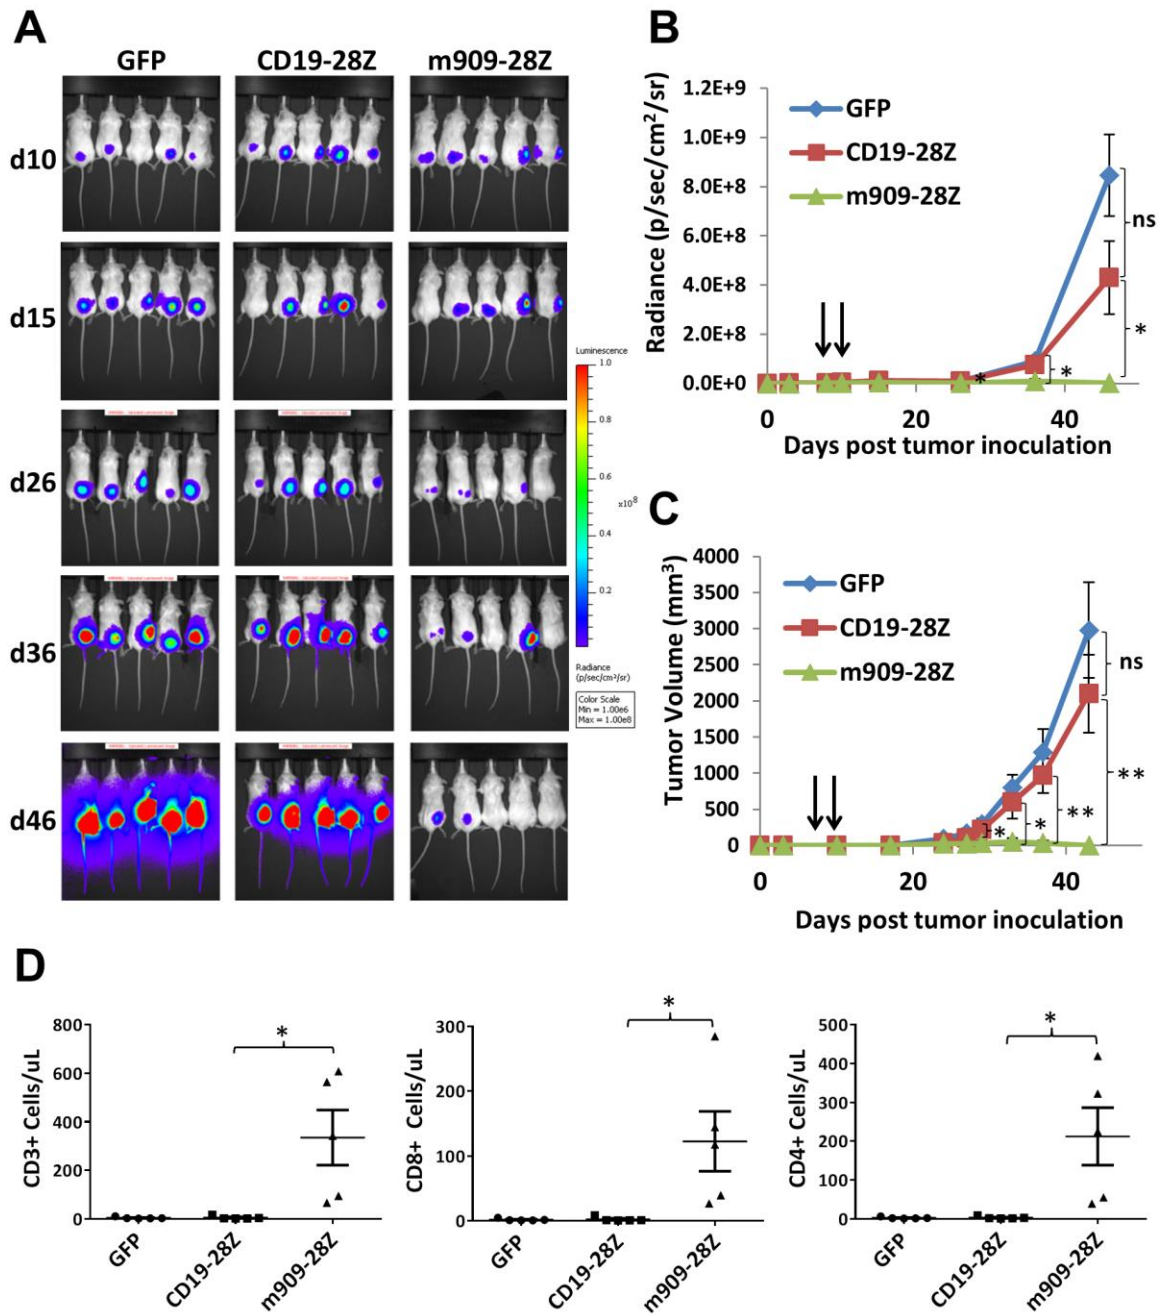 A
GFP
CD19-28Z
m909-28Z
d10
d15
d26
d36
d46
Luminescence
1.0
0.8
0.6
x10⁸
0.4
0.2
Radiance
(p/sec/cm²/sr)
Color Scale
Min = 1.00e6
Max = 1.00e8
B
Radiance (p/sec/cm²/sr)
1.2E+9
1.0E+9
8.0E+8
6.0E+8
4.0E+8
2.0E+8
0.0E+0
GFP
CD19-28Z
m909-28Z
ns
*
*
*
0
20
40
Days post tumor inoculation
C
Tumor Volume (mm³)
4000
3500
3000
2500
2000
1500
1000
500
0
GFP
CD19-28Z
m909-28Z
ns
**
**
*
*
0
20
40
Days post tumor inoculation
D
CD3+ Cells/uL
800
600
400
200
0
*
GFP
CD19-28Z
m909-28Z
CD8+ Cells/uL
300
200
100
0
*
GFP
CD19-28Z
m909-28Z
CD4+ Cells/uL
500
400
300
200
100
0
*
GFP
CD19-28Z
m909-28Z